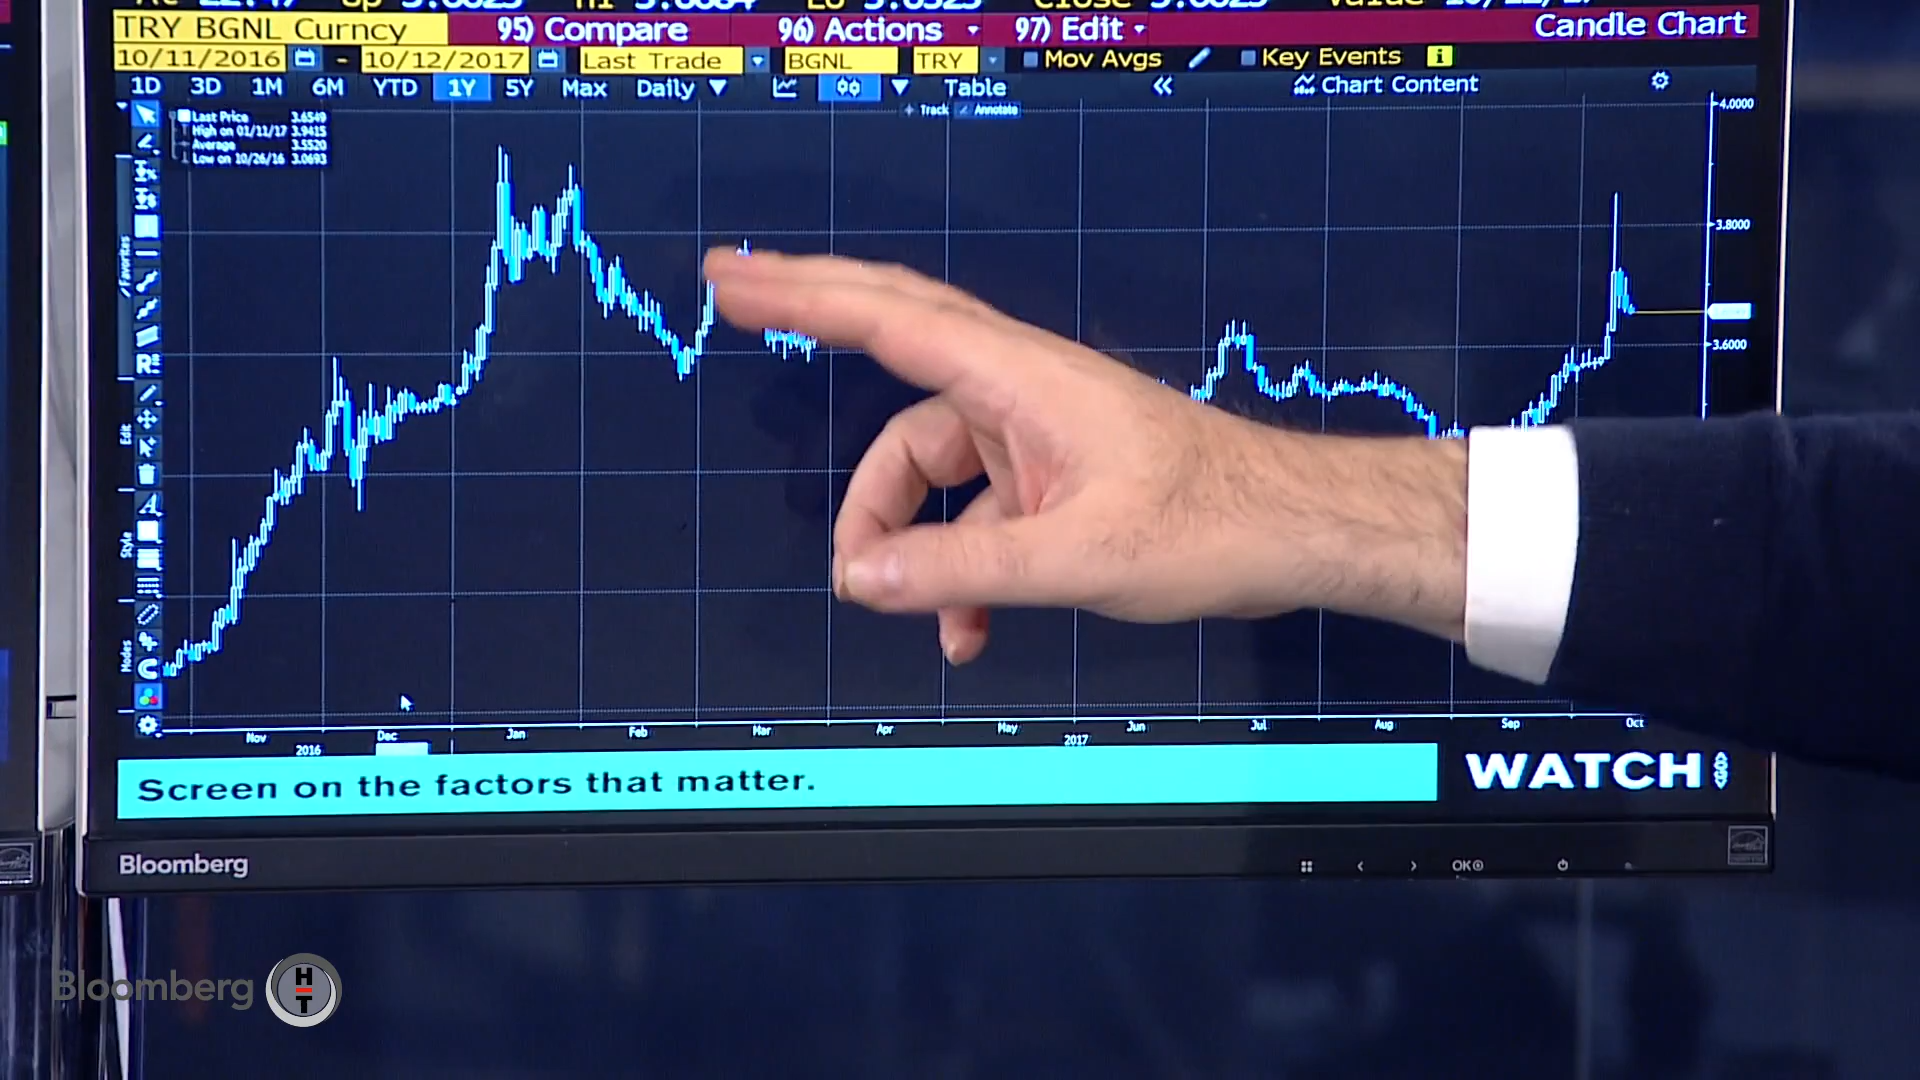 TRY BGNL Curncy 95) Compare 96) Actions 97) Edit Candle Chart
10/11/2016 - 10/12/2017 Last Trade BGNL TRY Mov Avgs Key Events i
1D 3D 1M 6M YTD 1Y 5Y Max Daily Table « Chart Content
Track Annotate
Last Price 3.6549
High on 01/11/17 3.9415
Average 3.5520
Low on 10/26/16 3.0693
4.0000
3.8000
3.6000
Favorites
Edit
Style
Modes
Nov Dec Jan Feb Mar Apr May Jun Jul Aug Sep Oct
2016 2017
Screen on the factors that matter. WATCH
Bloomberg OK
Bloomberg HT